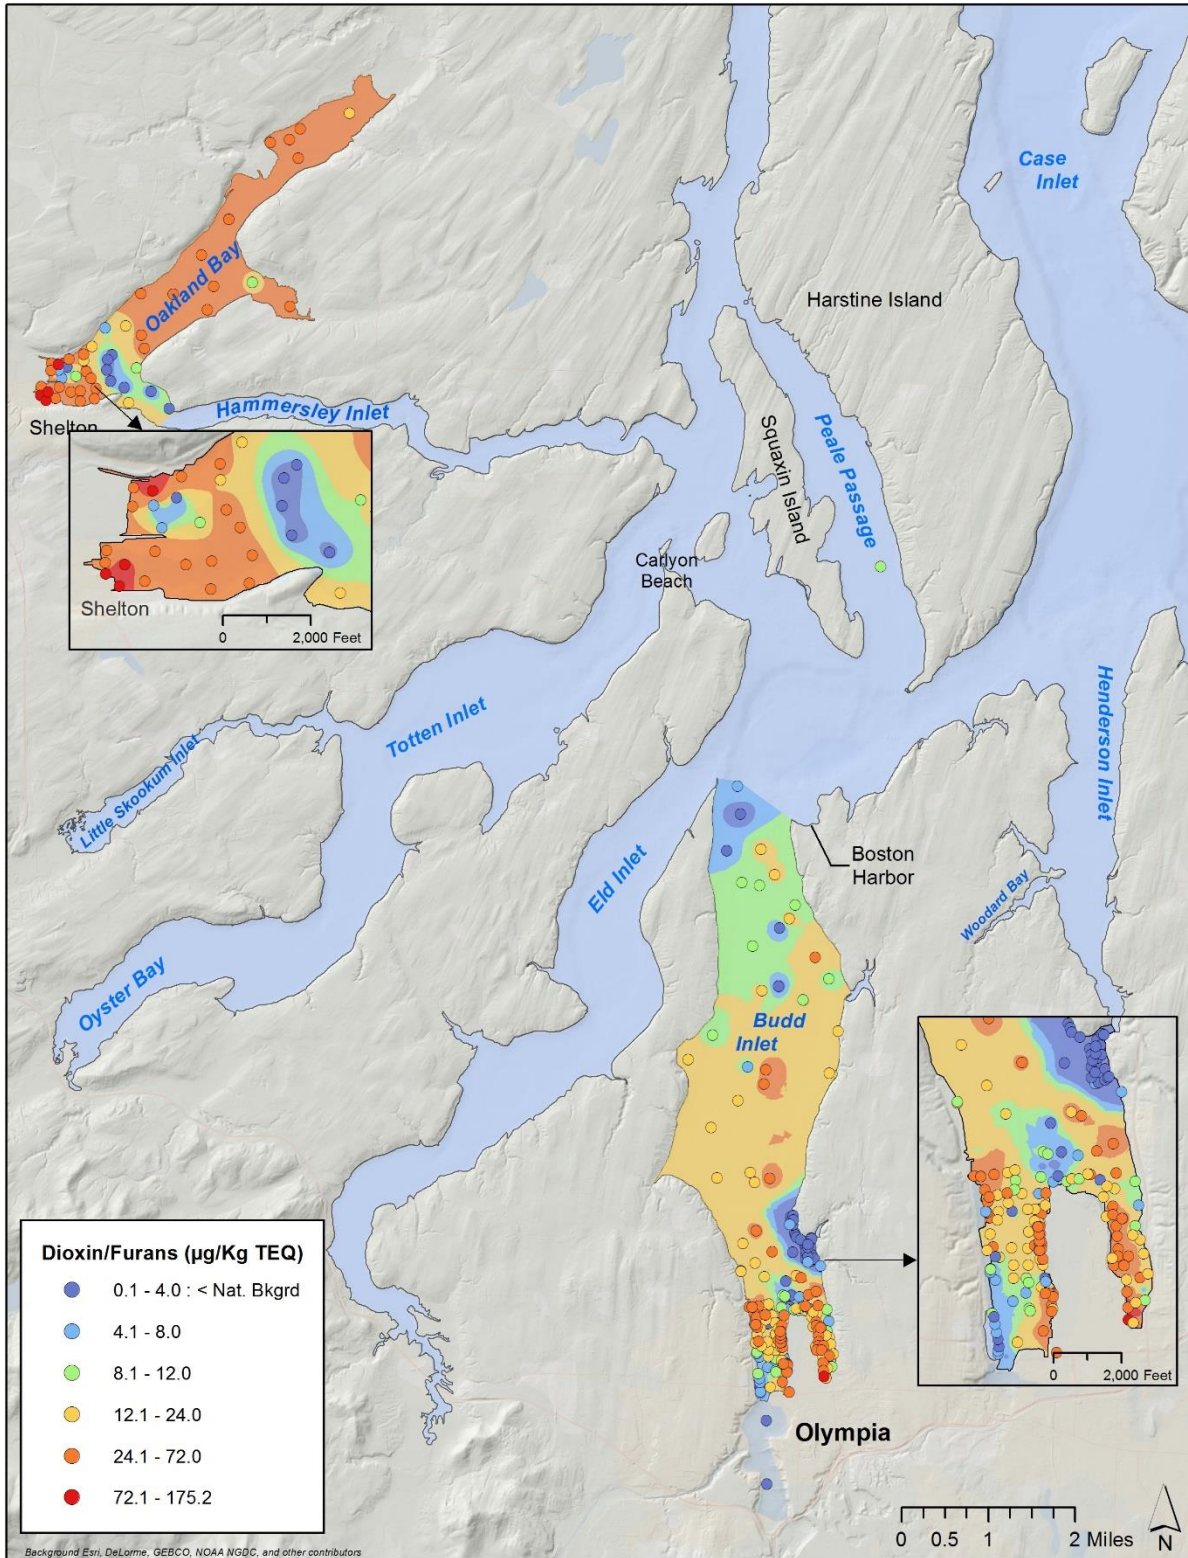 Case
Inlet
Oakland Bay
Harstine Island
Shelton
Hammersley Inlet
Squaxin Island
Peale Passage
Carlyon
Beach
Shelton
0 2,000 Feet
Henderson Inlet
Totten Inlet
Little Skookum Inlet
Boston
Harbor
Eld Inlet
Woodard Bay
Oyster Bay
Budd
Inlet
0 2,000 Feet
Olympia
Dioxin/Furans (µg/Kg TEQ)
0.1 - 4.0 : < Nat. Bkgrd
4.1 - 8.0
8.1 - 12.0
12.1 - 24.0
24.1 - 72.0
72.1 - 175.2
0 0.5 1 2 Miles
N
Background Esri, DeLorme, GEBCO, NOAA NGDC, and other contributors